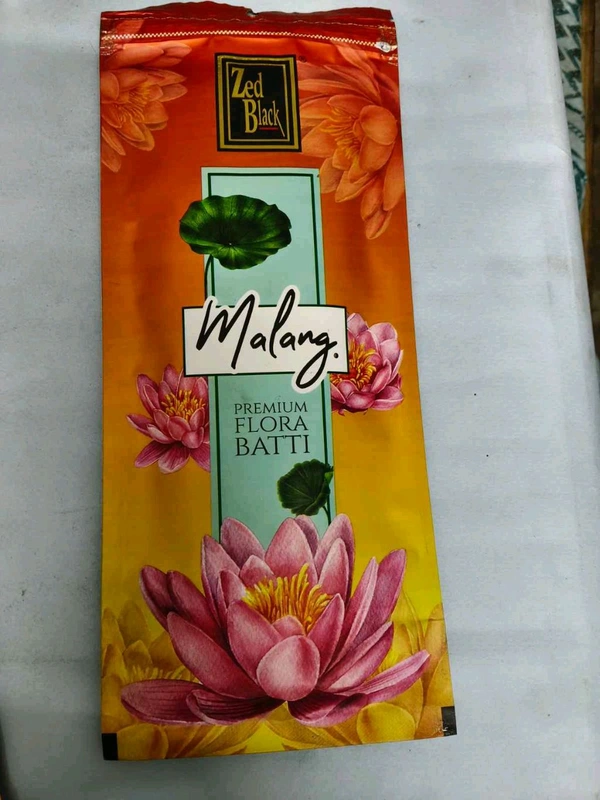 Zed
Black
Malang.
PREMIUM
FLORA
BATTI